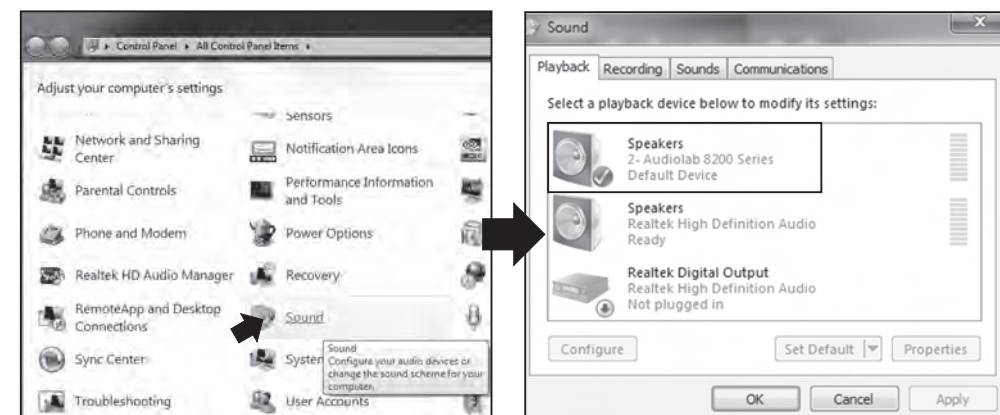 Control Panel ▸ All Control Panel Items ▸
Adjust your computer's settings
Sensors
Network and Sharing
Center
Notification Area Icons
Parental Controls
Performance Information
and Tools
Phone and Modem
Power Options
Realtek HD Audio Manager
Recovery
RemoteApp and Desktop
Connections
Sound
Sync Center
System
Sound
Configure your audio devices or
change the sound scheme for your
computer.
Troubleshooting
User Accounts
Sound
Playback Recording Sounds Communications
Select a playback device below to modify its settings:
Speakers
2- Audiolab 8200 Series
Default Device
Speakers
Realtek High Definition Audio
Ready
Realtek Digital Output
Realtek High Definition Audio
Not plugged in
Configure Set Default Properties
OK Cancel Apply